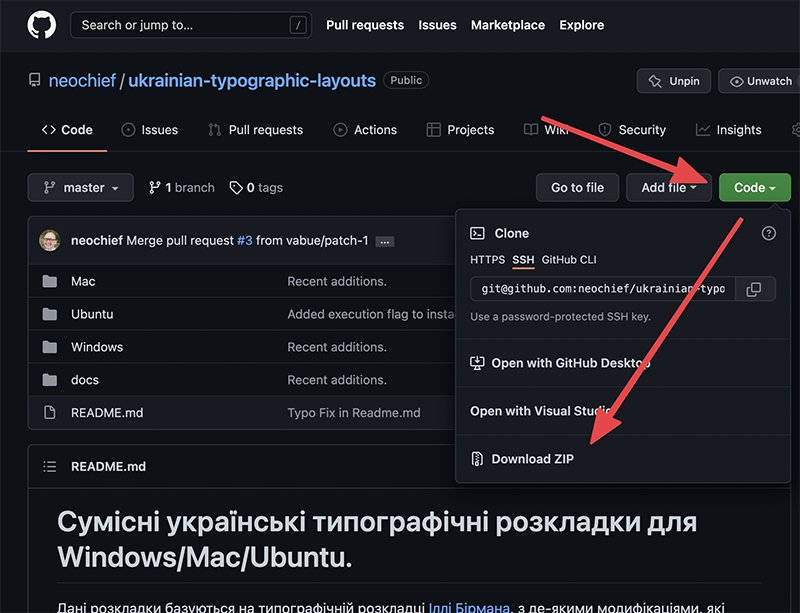 Search or jump to... /
Pull requests Issues Marketplace Explore
neochief / ukrainian-typographic-layouts Public
Unpin Unwatch
Code Issues Pull requests Actions Projects Wiki Security Insights
master 1 branch 0 tags Go to file Add file Code
neochief Merge pull request #3 from vabue/patch-1 ...
Mac Recent additions.
Ubuntu Added execution flag to insta
Windows Recent additions.
docs Recent additions.
README.md Typo Fix in Readme.md
Clone
HTTPS SSH GitHub CLI
git@github.com:neochief/ukrainian-typo
Use a password-protected SSH key.
Open with GitHub Desktop
Open with Visual Studio
Download ZIP
README.md
Сумісні українські типографічні розкладки для
Windows/Mac/Ubuntu.
Дані розкладки базуються на типографічній розкладці Іллі Бірмана, з де-якими модифікаціями, які